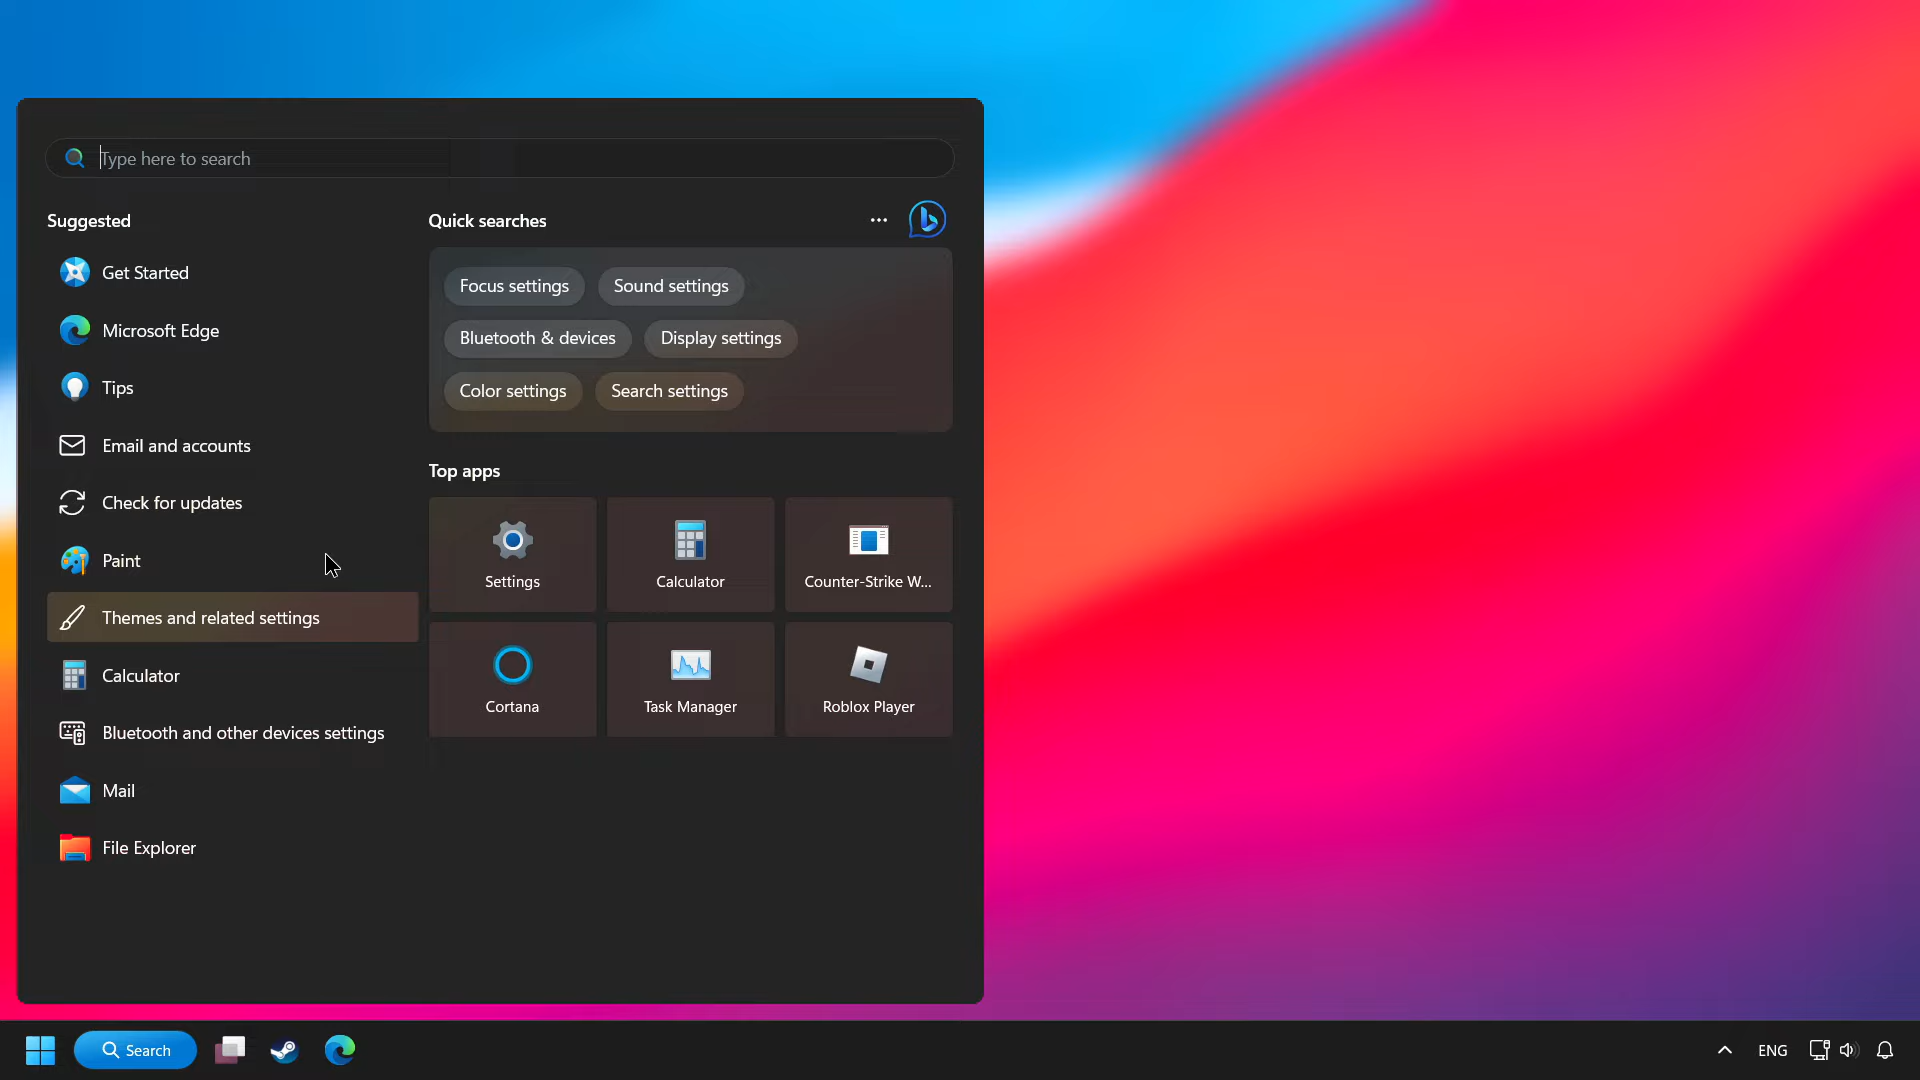 Type here to search
Suggested
Get Started
Microsoft Edge
Tips
Email and accounts
Check for updates
Paint
Themes and related settings
Calculator
Bluetooth and other devices settings
Mail
File Explorer
Quick searches
Focus settings
Sound settings
Bluetooth & devices
Display settings
Color settings
Search settings
Top apps
Settings
Calculator
Counter-Strike W...
Cortana
Task Manager
Roblox Player
Search
ENG